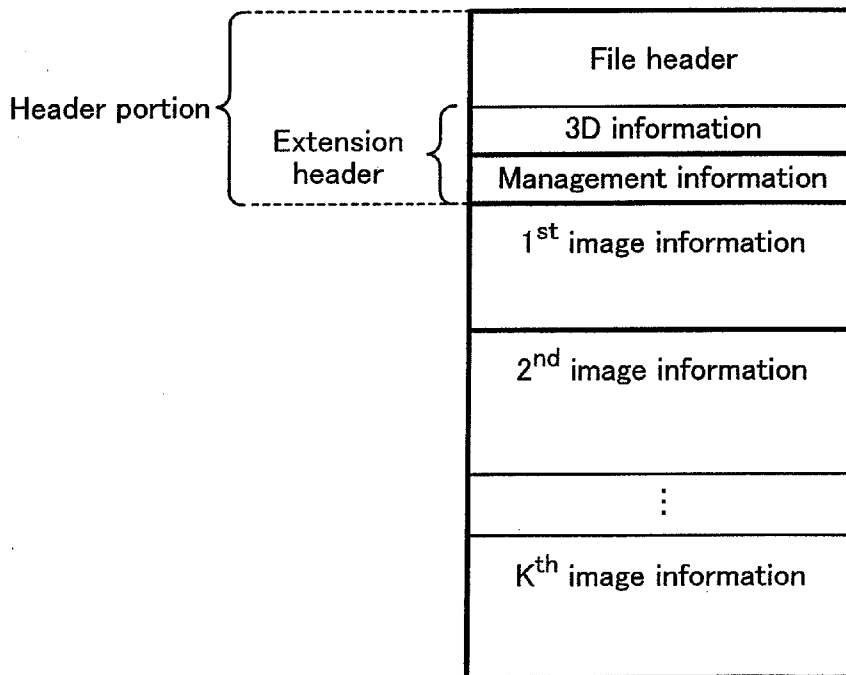 File header
Header portion
3D information
Extension
header
Management information
1st image information
2nd image information
⋮
Kth image information